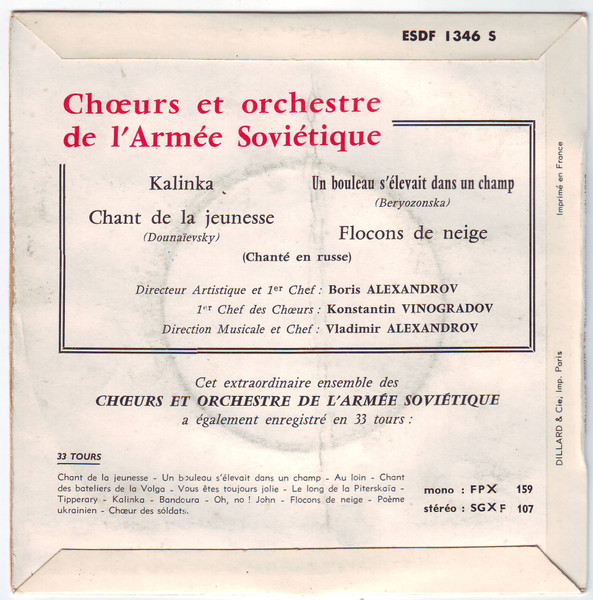 ESDF 1346 S
Chœurs et orchestre
de l'Armée Soviétique
Kalinka
Un bouleau s'élevait dans un champ
(Beryozonska)
Chant de la jeunesse
(Dounaïevsky)
Flocons de neige
(Chanté en russe)
Directeur Artistique et 1er Chef : Boris ALEXANDROV
1er Chef des Chœurs : Konstantin VINOGRADOV
Direction Musicale et Chef : Vladimir ALEXANDROV
Cet extraordinaire ensemble des
CHŒURS ET ORCHESTRE DE L'ARMÉE SOVIÉTIQUE
a également enregistré en 33 tours :
33 TOURS
Chant de la jeunesse - Un bouleau s'élevait dans un champ - Au loin - Chant
des bateliers de la Volga - Vous êtes toujours jolie - Le long de la Piterskaïa -
Tipperary - Kalinka - Bandoura - Oh, no ! John - Flocons de neige - Poème
ukrainien - Chœur des soldats.
mono : FPX 159
stéréo : SGXF 107
Imprimé en France
DILLARD & Cie, Imp. Paris